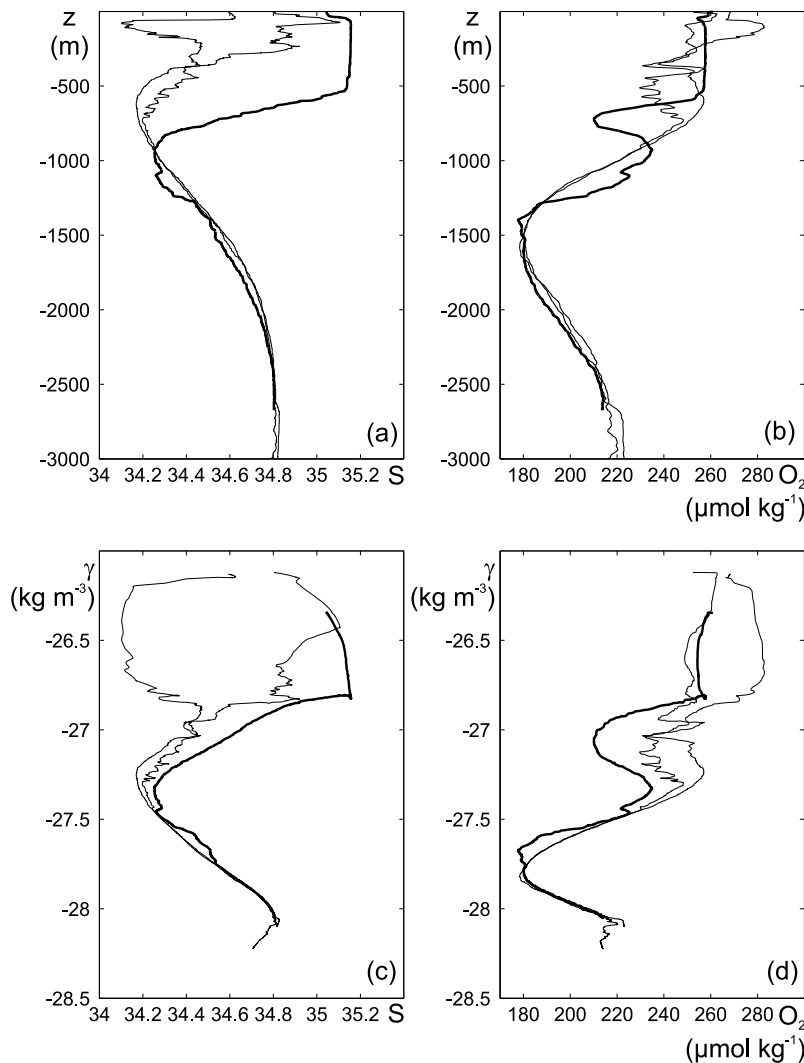 z
(m)
-500
-1000
-1500
-2000
-2500
-3000
34 34.2 34.4 34.6 34.8 35 35.2 S
(a)
z
(m)
-500
-1000
-1500
-2000
-2500
-3000
180 200 220 240 260 280 O₂
(µmol kg⁻¹)
(b)
γ
(kg m⁻³)
-26.5
-27
-27.5
-28
-28.5
34 34.2 34.4 34.6 34.8 35 35.2 S
(c)
γ
(kg m⁻³)
-26.5
-27
-27.5
-28
-28.5
180 200 220 240 260 280 O₂
(µmol kg⁻¹)
(d)